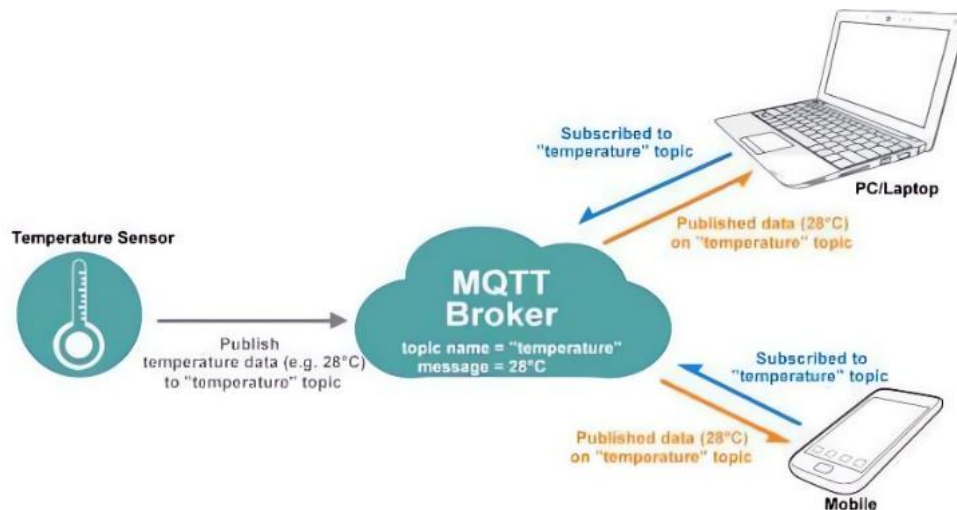 Temperature Sensor
Publish
temperature data (e.g. 28°C)
to "temperature" topic
MQTT
Broker
topic name = "temperature"
message = 28°C
Subscribed to
"temperature" topic
PC/Laptop
Published data (28°C)
on "temperature" topic
Subscribed to
"temperature" topic
Published data (28°C)
on "temperature" topic
Mobile